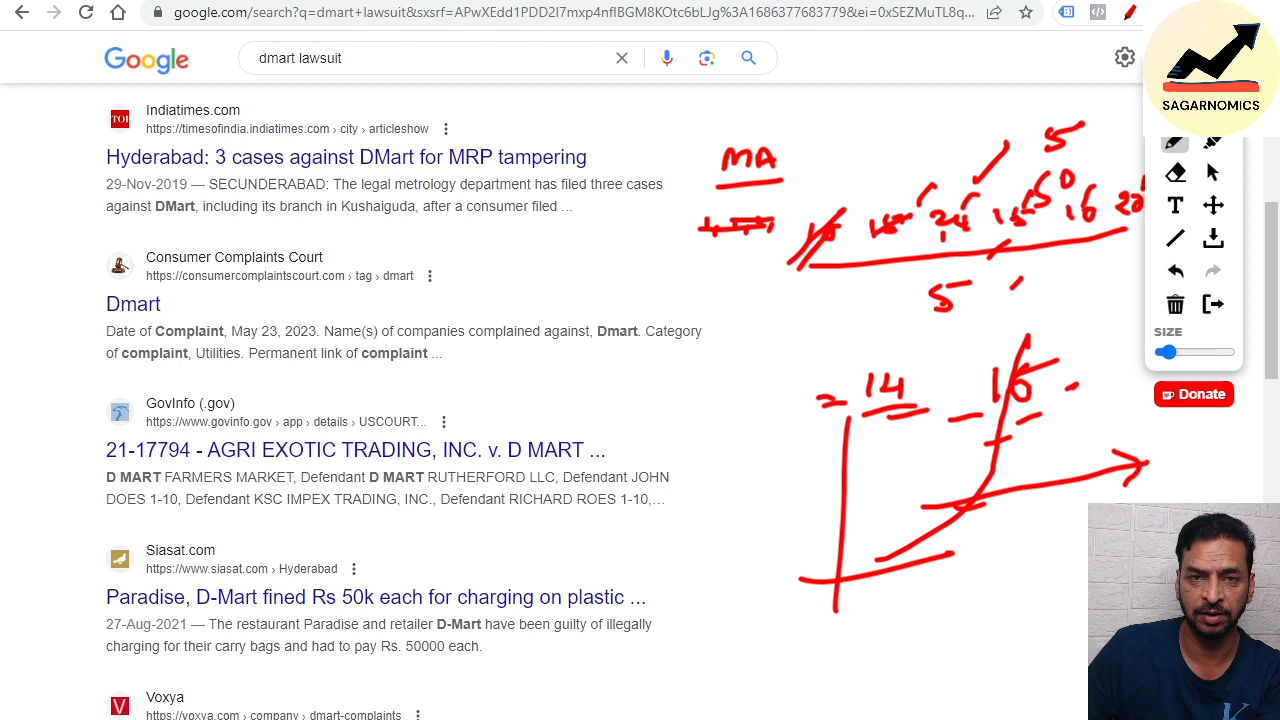 google.com/search?q=dmart+lawsuit&sxsrf=APwXEdd1PDD2I7mxp4nfIBGM8KOtc6bLJg%3A1686377685779&ei=0xSEZMuTL8q...
Google
dmart lawsuit
SAGARNOMICS
TOI
Indiatimes.com
https://timesofindia.indiatimes.com › city › articleshow
Hyderabad: 3 cases against DMart for MRP tampering
29-Nov-2019 — SECUNDERABAD: The legal metrology department has filed three cases
against DMart, including its branch in Kushaiguda, after a consumer filed ...
Consumer Complaints Court
https://consumercomplaintscourt.com › tag › dmart
Dmart
Date of Complaint, May 23, 2023. Name(s) of companies complained against, Dmart. Category
of complaint, Utilities. Permanent link of complaint ...
GovInfo (.gov)
https://www.govinfo.gov › app › details › USCOURT...
21-17794 - AGRI EXOTIC TRADING, INC. v. D MART ...
D MART FARMERS MARKET, Defendant D MART RUTHERFORD LLC, Defendant JOHN
DOES 1-10, Defendant KSC IMPEX TRADING, INC., Defendant RICHARD ROES 1-10,...
Siasat.com
https://www.siasat.com › Hyderabad
Paradise, D-Mart fined Rs 50k each for charging on plastic ...
27-Aug-2021 — The restaurant Paradise and retailer D-Mart have been guilty of illegally
charging for their carry bags and had to pay Rs. 50000 each.
V
Voxya
https://voxya.com › company › dmart-complaints
MA
5
50
16 20
5
= 14 16
T
SIZE
Donate